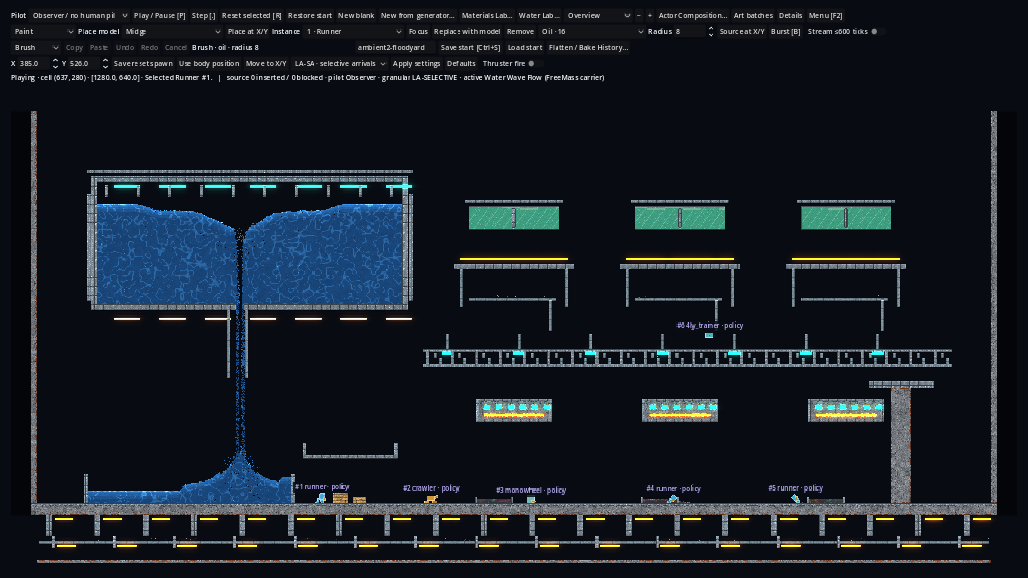 Pilot Observer / no human pil Play / Pause [P] Step [.] Reset selected [R] Restore start New blank New from generator... Materials Lab... Water Lab... Overview − + Actor Composition... Art batches Details Menu [F2]
Paint Place model Midge Place at X/Y Instance 1 · Runner Focus Replace with model Remove Oil · 16 Radius 8 Source at X/Y Burst [B] Stream ≤600 ticks
Brush Copy Paste Undo Redo Cancel Brush · oil · radius 8 ambient2-floodyard Save start [Ctrl+S] Load start Flatten / Bake History...
X 385.0 Y 526.0 Save rest spawn Use body position Move to X/Y LA-SA · selective arrivals Apply settings Defaults Thruster fire
Playing · cell (637, 280) · [1280.0, 640.0] · Selected Runner #1. | source 0 inserted / 0 blocked · pilot Observer · granular LA-SELECTIVE · active Water Wave Flow (FreeMass carrier)
#1 runner · policy
#2 crawler · policy
#3 monowheel · policy
#4 runner · policy
#5 runner · policy